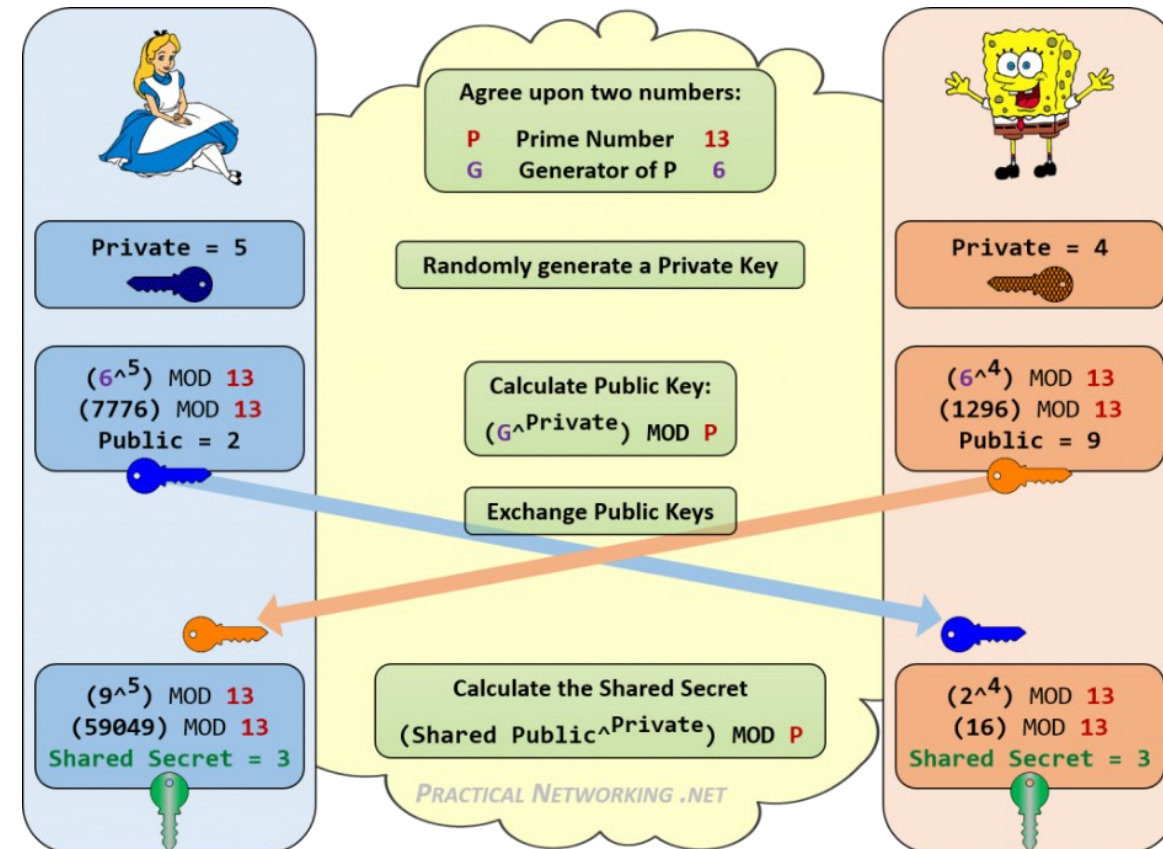 Agree upon two numbers:
P Prime Number 13
G Generator of P 6
Private = 5
Randomly generate a Private Key
Private = 4
(6^5) MOD 13
(7776) MOD 13
Public = 2
Calculate Public Key:
(G^Private) MOD P
(6^4) MOD 13
(1296) MOD 13
Public = 9
Exchange Public Keys
(9^5) MOD 13
(59049) MOD 13
Shared Secret = 3
Calculate the Shared Secret
(Shared Public^Private) MOD P
(2^4) MOD 13
(16) MOD 13
Shared Secret = 3
PRACTICAL NETWORKING .NET